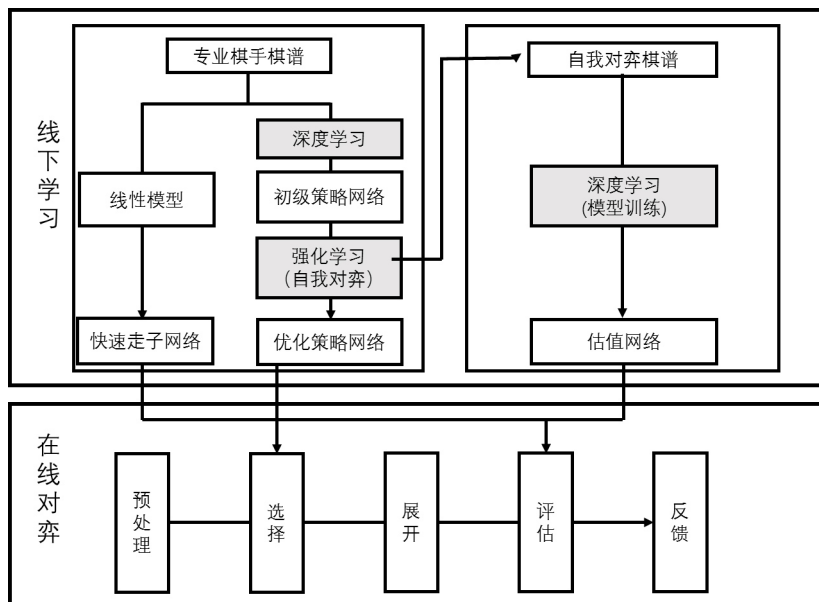 线下学习
专业棋手棋谱
深度学习
线性模型
初级策略网络
强化学习
（自我对弈）
快速走子网络
优化策略网络
自我对弈棋谱
深度学习
(模型训练)
估值网络
在线对弈
预处理
选择
展开
评估
反馈